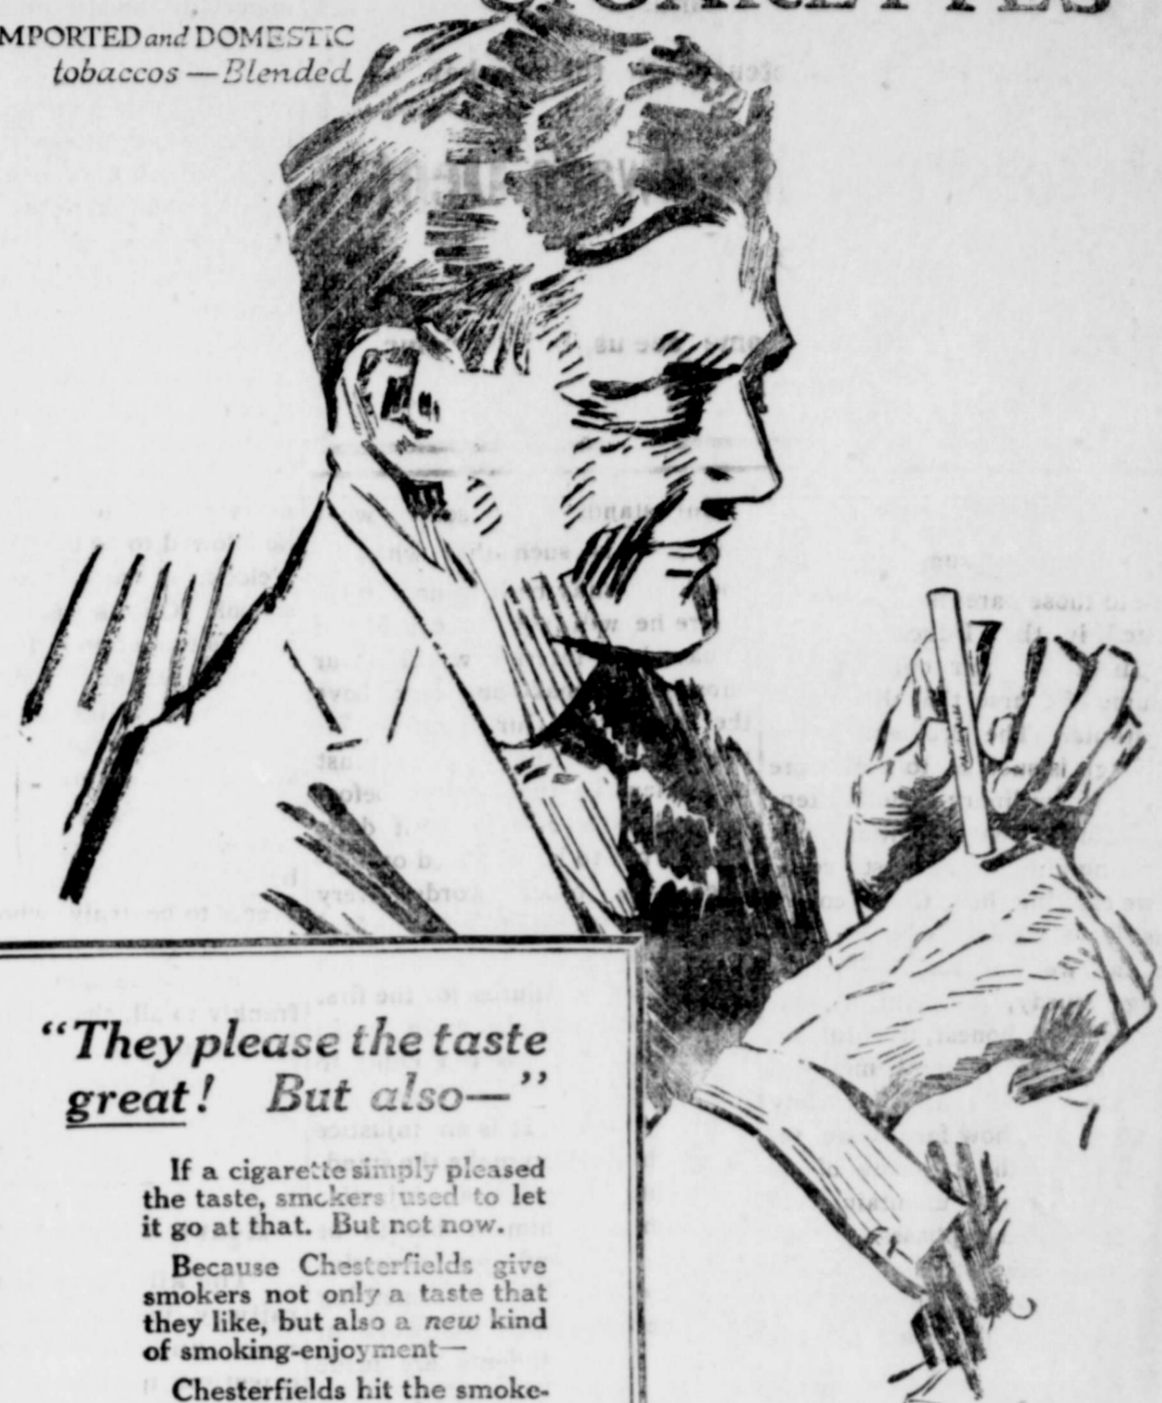 IMPORTED and DOMESTIC
tobaccos — Blended
"They please the taste
great! But also—"
If a cigarette simply pleased
the taste, smokers used to let
it go at that. But not now.
Because Chesterfields give
smokers not only a taste that
they like, but also a new kind
of smoking-enjoyment—
Chesterfields hit the smoke-